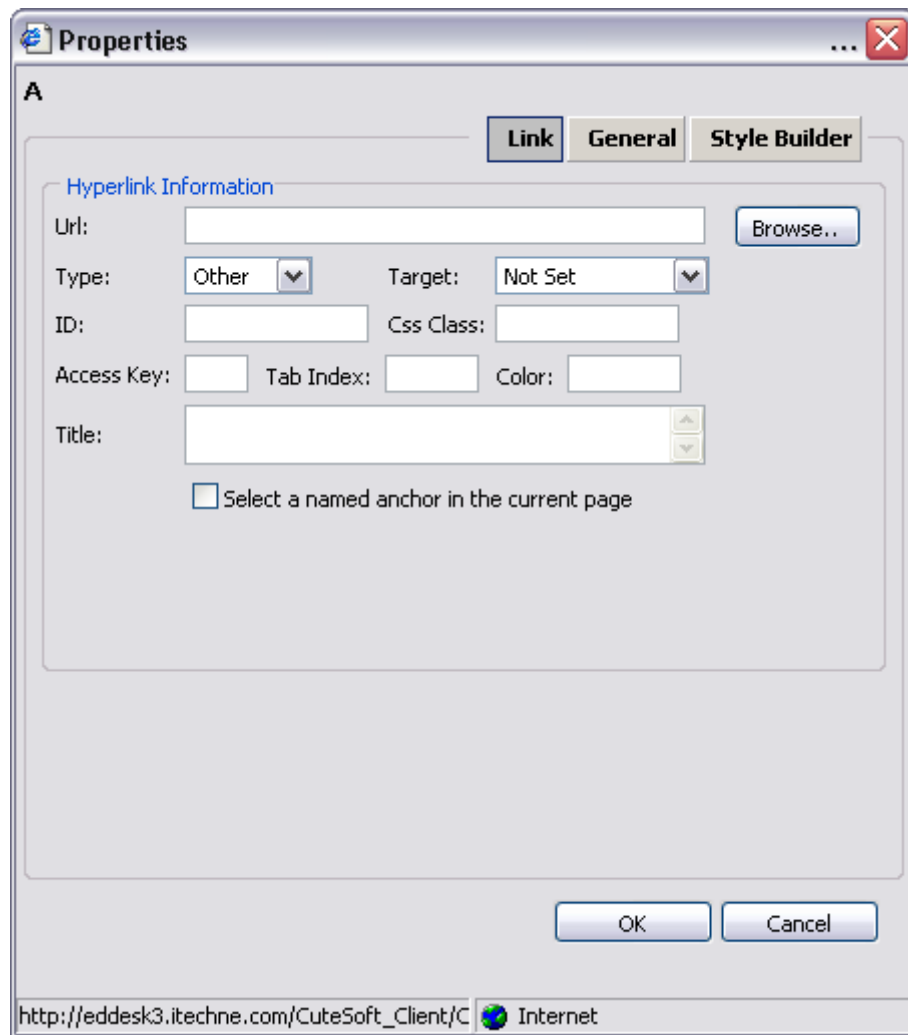 Properties ...
A
Link General Style Builder
Hyperlink Information
Url: Browse..
Type: Other Target: Not Set
ID: Css Class:
Access Key: Tab Index: Color:
Title:
Select a named anchor in the current page
OK Cancel
http://eddesk3.itechne.com/CuteSoft_Client/C Internet